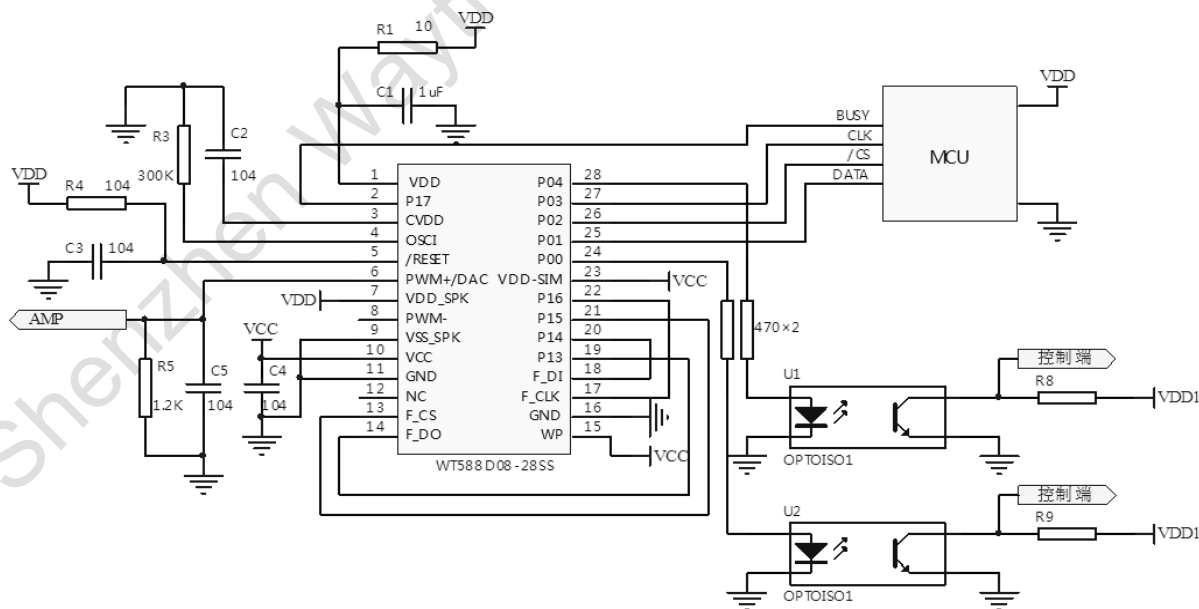 Shenzhen Wayt
R1 10
VDD
C1 1uF
R3
300K
C2
104
VDD
R4 104
C3 104
AMP
R5
1.2K
C5
104
VCC
C4
104
VDD
1 VDD
2 P17
3 CVDD
4 OSCI
5 /RESET
6 PWM+/DAC
7 VDD_SPK
8 PWM-
9 VSS_SPK
10 VCC
11 GND
12 NC
13 F_CS
14 F_DO
P04 28
P03 27
P02 26
P01 25
P00 24
VDD-SIM 23
P16 22
P15 21
P14 20
P13 19
F_DI 18
F_CLK 17
GND 16
WP 15
WT588D08-28SS
VCC
VCC
BUSY
CLK
/CS
DATA
MCU
VDD
470×2
U1
OPTOISO1
控制端
R8
VDD1
U2
OPTOISO1
控制端
R9
VDD1